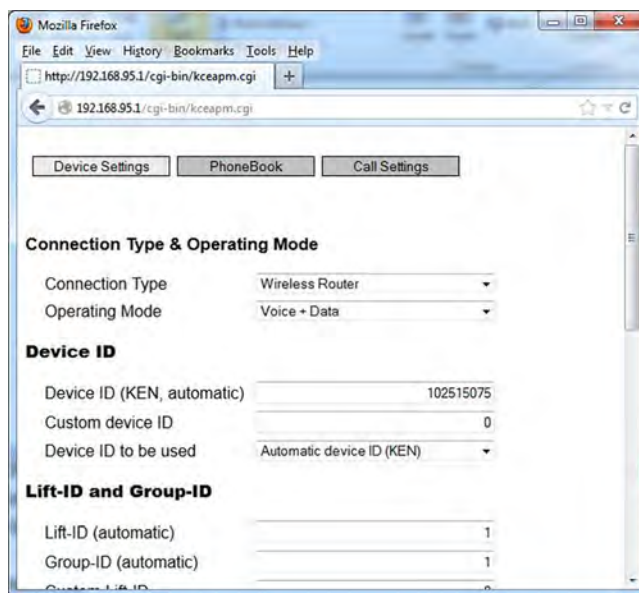 Mozilla Firefox
File Edit View History Bookmarks Tools Help
http://192.168.95.1/cgi-bin/kceapm.cgi +
192.168.95.1/cgi-bin/kceapm.cgi
Device Settings PhoneBook Call Settings
Connection Type & Operating Mode
Connection Type Wireless Router
Operating Mode Voice + Data
Device ID
Device ID (KEN, automatic) 102515075
Custom device ID 0
Device ID to be used Automatic device ID (KEN)
Lift-ID and Group-ID
Lift-ID (automatic) 1
Group-ID (automatic) 1
Custom Lift-ID 0